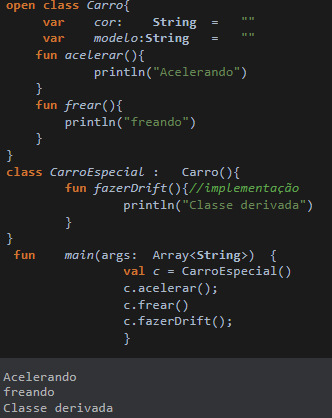 open class Carro{
var cor: String = ""
var modelo:String = ""
fun acelerar(){
println("Acelerando")
}
fun frear(){
println("freando")
}
}
class CarroEspecial : Carro(){
fun fazerDrift(){//implementação
println("Classe derivada")
}
}
fun main(args: Array<String>) {
val c = CarroEspecial()
c.acelerar();
c.frear()
c.fazerDrift();
}
Acelerando
freando
Classe derivada